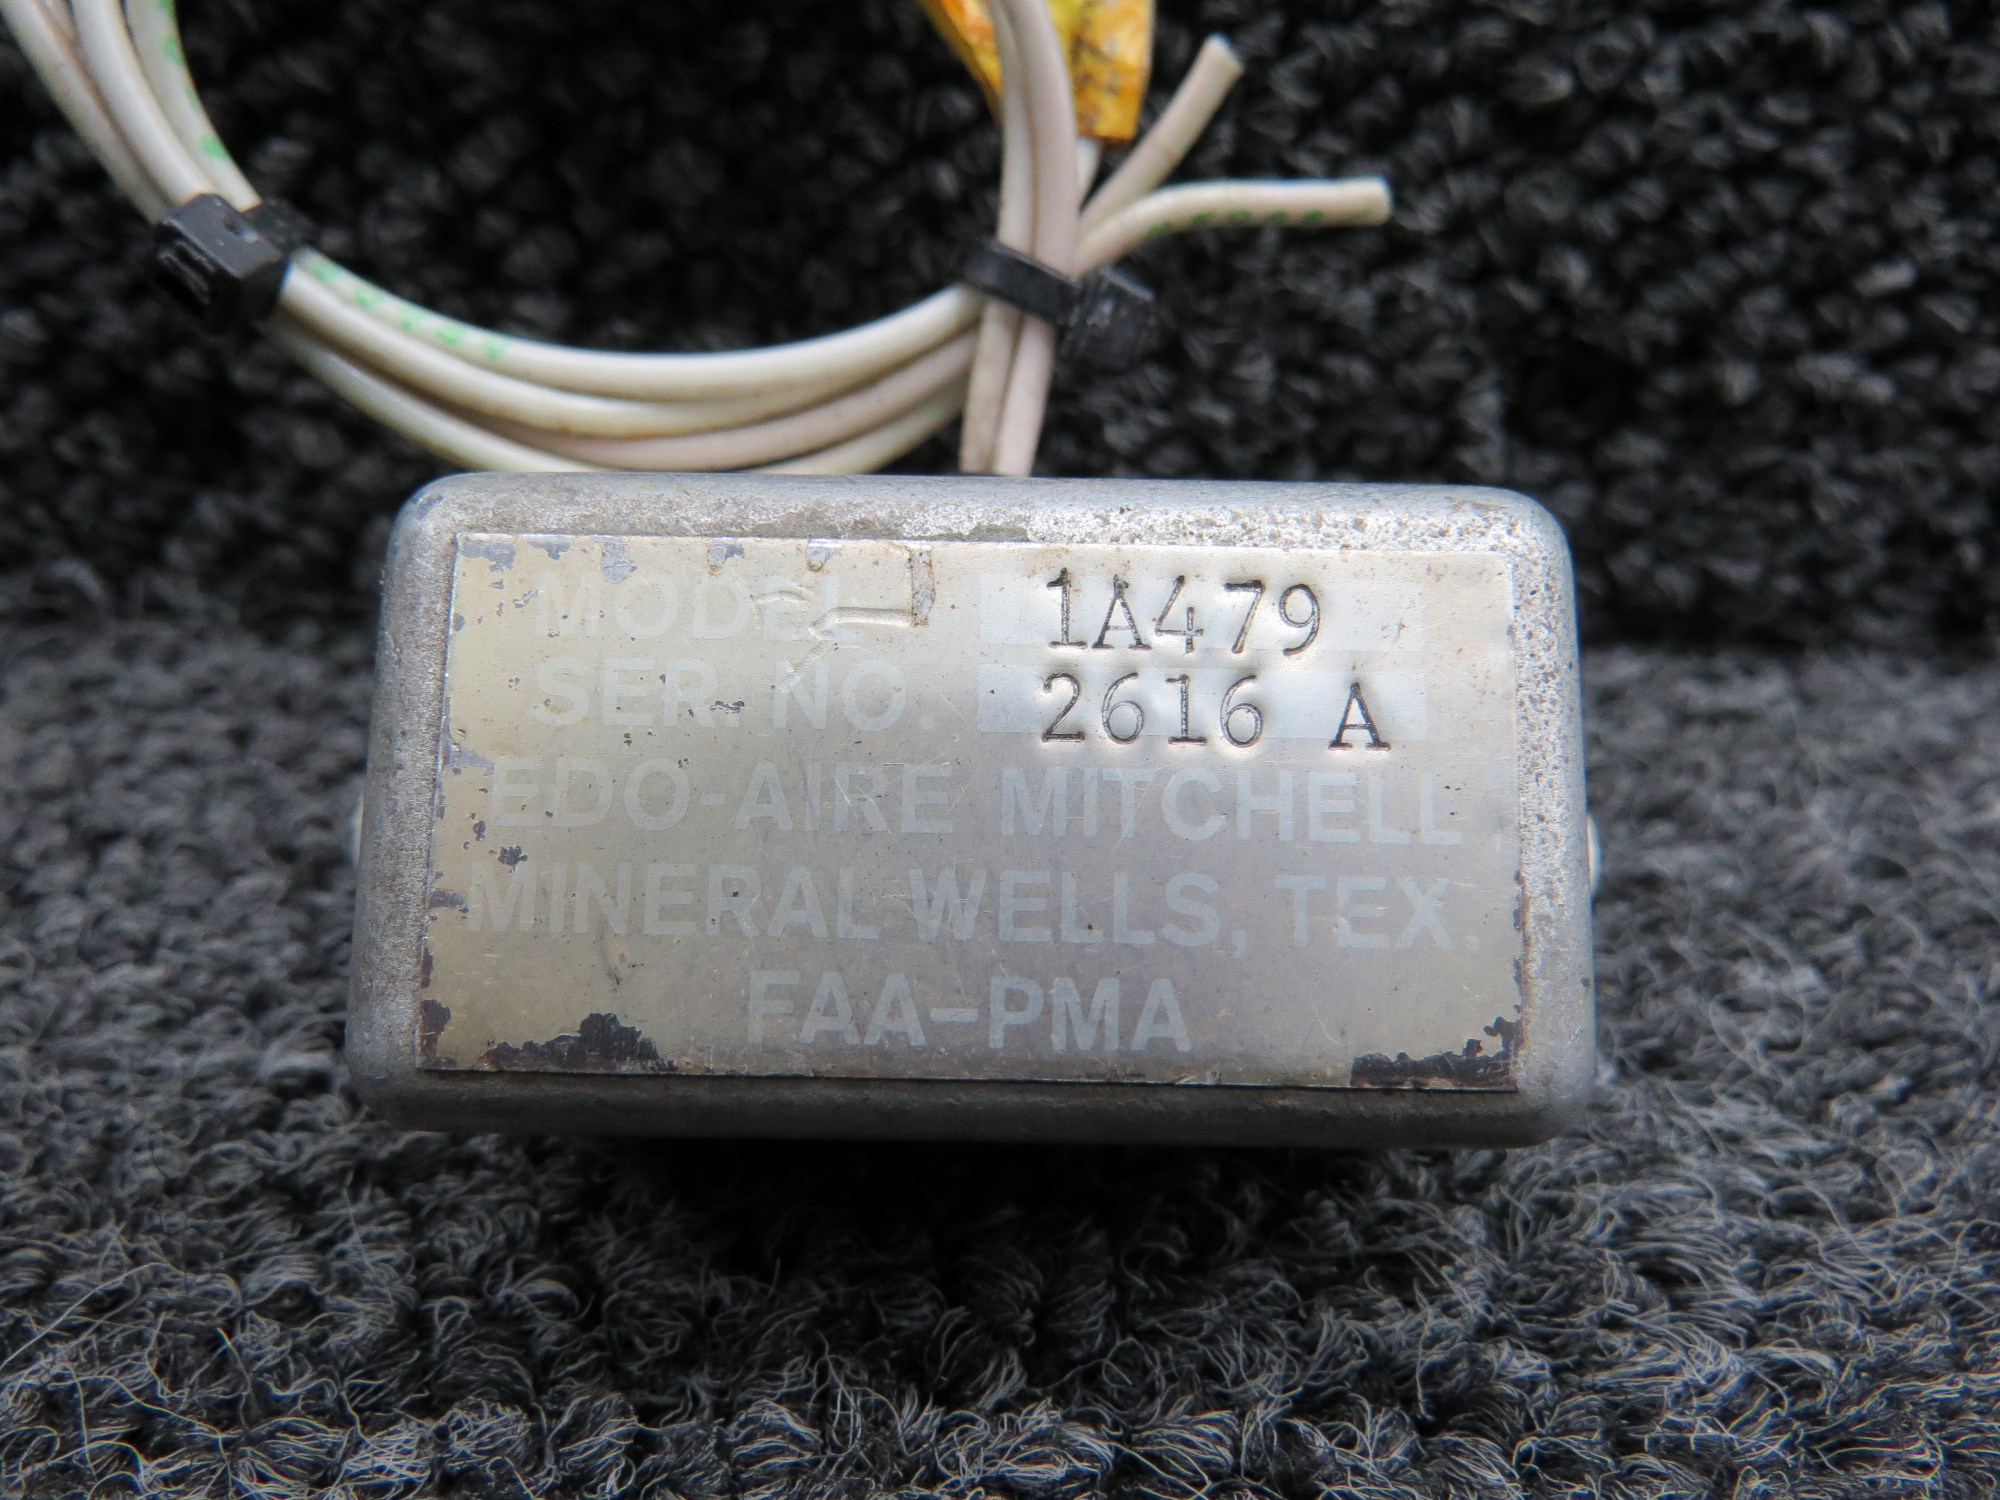 MODEL 1A479
SER. NO. 2616 A
EDO-AIRE MITCHELL
MINERAL WELLS, TEX.
FAA-PMA